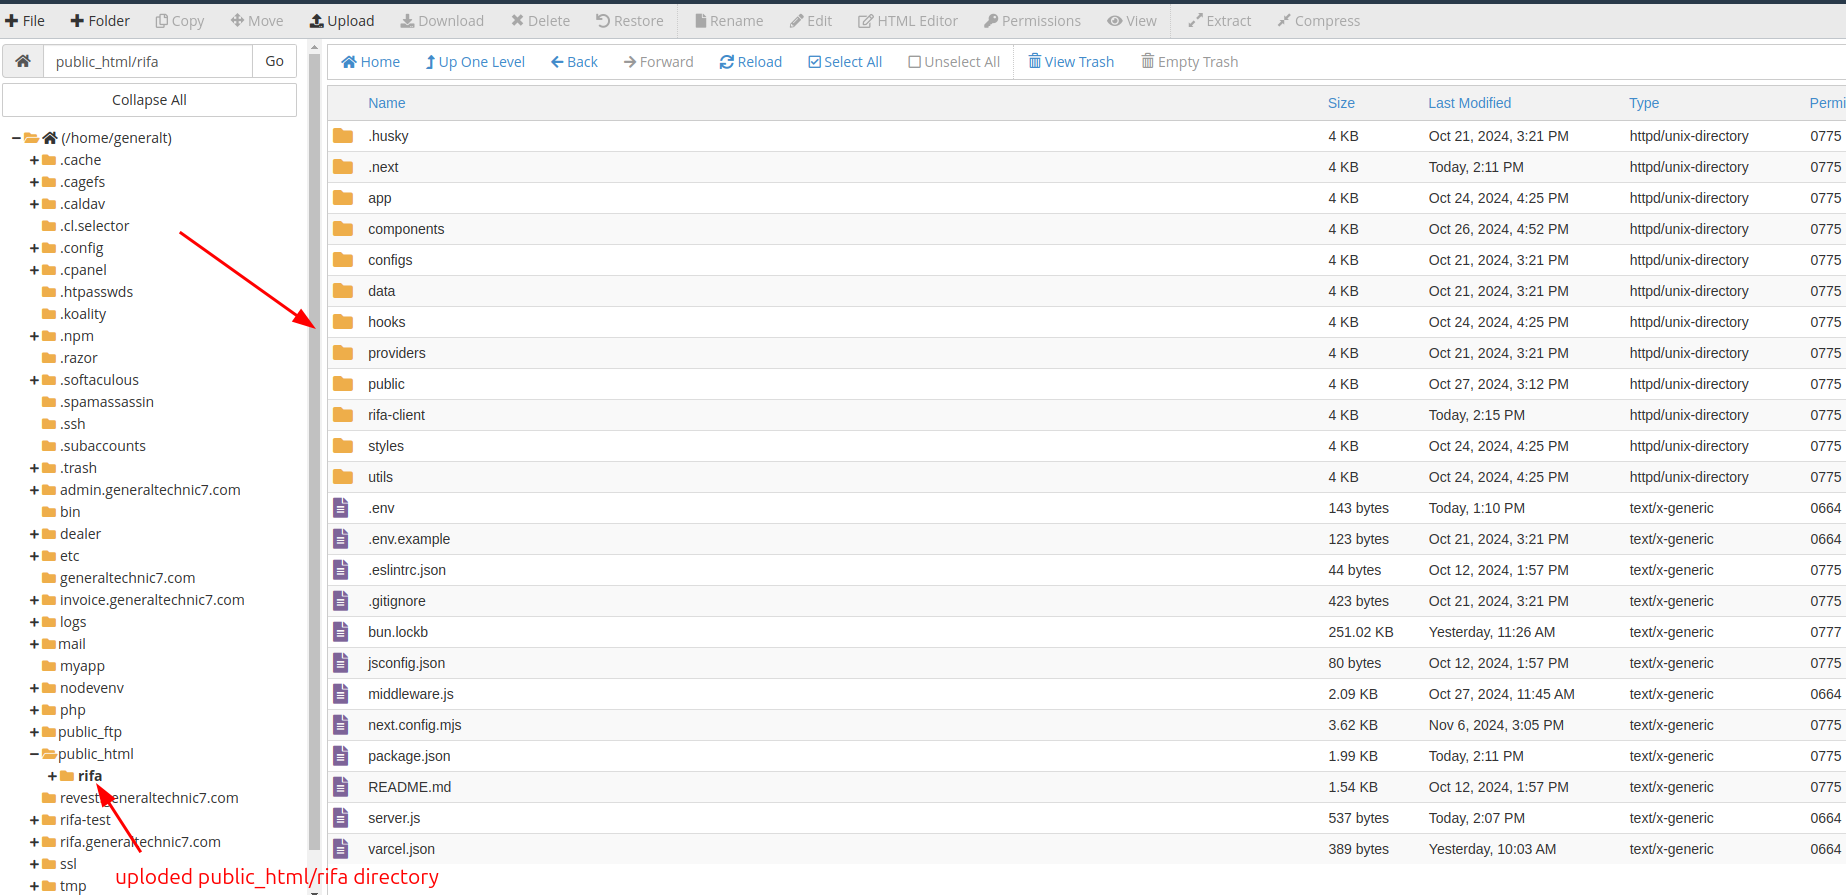 File Folder Copy Move Upload Download Delete Restore Rename Edit HTML Editor Permissions View Extract Compress
public_html/rifa Go
Home Up One Level Back Forward Reload Select All Unselect All View Trash Empty Trash
Collapse All
(/home/generalt)
.cache
.cagefs
.caldav
.cl.selector
.config
.cpanel
.htpasswds
.koality
.npm
.razor
.softaculous
.spamassassin
.ssh
.subaccounts
.trash
admin.generaltechnic7.com
bin
dealer
etc
generaltechnic7.com
invoice.generaltechnic7.com
logs
mail
myapp
nodevenv
php
public_ftp
public_html
rifa
revest.generaltechnic7.com
rifa-test
rifa.generaltechnic7.com
ssl
tmp
uploded public_html/rifa directory
Name Size Last Modified Type Permi
.husky 4 KB Oct 21, 2024, 3:21 PM httpd/unix-directory 0775
.next 4 KB Today, 2:11 PM httpd/unix-directory 0775
app 4 KB Oct 24, 2024, 4:25 PM httpd/unix-directory 0775
components 4 KB Oct 26, 2024, 4:52 PM httpd/unix-directory 0775
configs 4 KB Oct 21, 2024, 3:21 PM httpd/unix-directory 0775
data 4 KB Oct 21, 2024, 3:21 PM httpd/unix-directory 0775
hooks 4 KB Oct 24, 2024, 4:25 PM httpd/unix-directory 0775
providers 4 KB Oct 21, 2024, 3:21 PM httpd/unix-directory 0775
public 4 KB Oct 27, 2024, 3:12 PM httpd/unix-directory 0775
rifa-client 4 KB Today, 2:15 PM httpd/unix-directory 0775
styles 4 KB Oct 24, 2024, 4:25 PM httpd/unix-directory 0775
utils 4 KB Oct 24, 2024, 4:25 PM httpd/unix-directory 0775
.env 143 bytes Today, 1:10 PM text/x-generic 0664
.env.example 123 bytes Oct 21, 2024, 3:21 PM text/x-generic 0664
.eslintrc.json 44 bytes Oct 12, 2024, 1:57 PM text/x-generic 0775
.gitignore 423 bytes Oct 21, 2024, 3:21 PM text/x-generic 0775
bun.lockb 251.02 KB Yesterday, 11:26 AM text/x-generic 0777
jsconfig.json 80 bytes Oct 12, 2024, 1:57 PM text/x-generic 0775
middleware.js 2.09 KB Oct 27, 2024, 11:45 AM text/x-generic 0664
next.config.mjs 3.62 KB Nov 6, 2024, 3:05 PM text/x-generic 0775
package.json 1.99 KB Today, 2:11 PM text/x-generic 0775
README.md 1.54 KB Oct 12, 2024, 1:57 PM text/x-generic 0775
server.js 537 bytes Today, 2:07 PM text/x-generic 0664
varcel.json 389 bytes Yesterday, 10:03 AM text/x-generic 0664